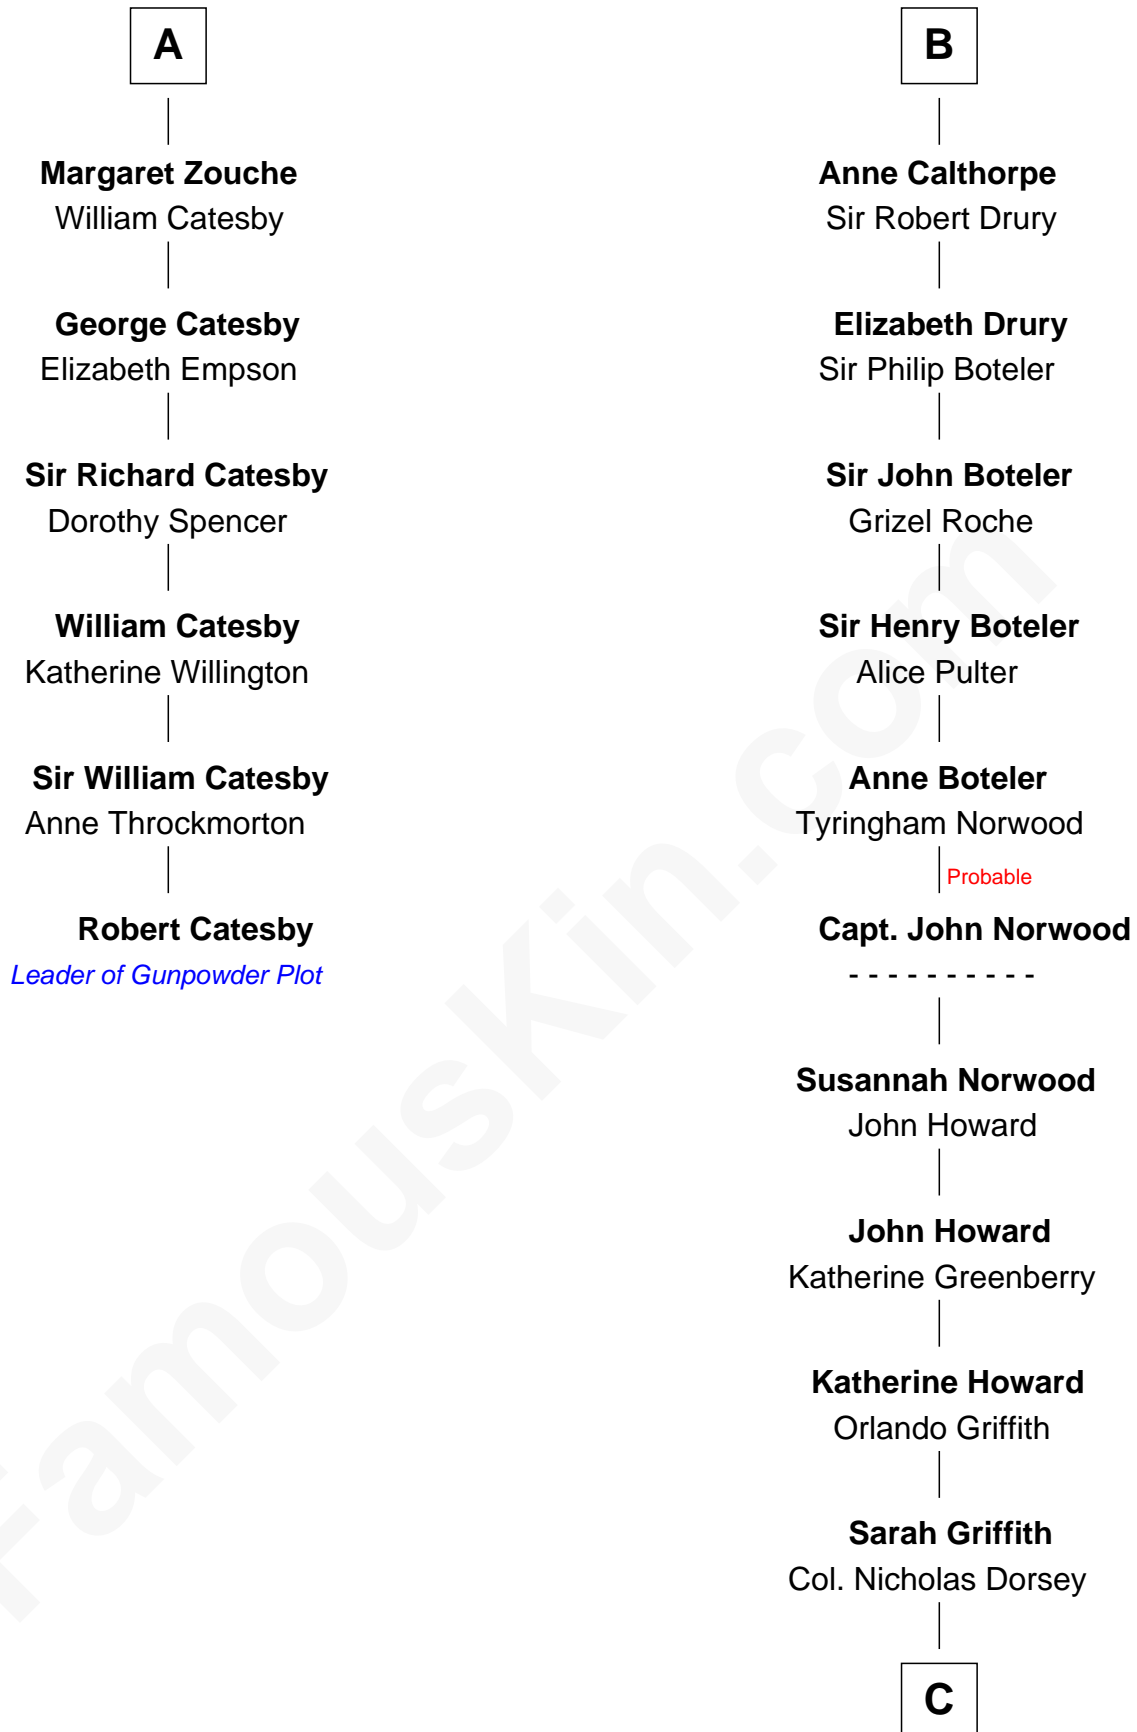 A
Margaret Zouche
William Catesby
George Catesby
Elizabeth Empson
Sir Richard Catesby
Dorothy Spencer
William Catesby
Katherine Willington
Sir William Catesby
Anne Throckmorton
Robert Catesby
Leader of Gunpowder Plot
B
Anne Calthorpe
Sir Robert Drury
Elizabeth Drury
Sir Philip Boteler
Sir John Boteler
Grizel Roche
Sir Henry Boteler
Alice Pulter
Anne Boteler
Tyringham Norwood
Probable
Capt. John Norwood
- - - - - - - - - -
Susannah Norwood
John Howard
John Howard
Katherine Greenberry
Katherine Howard
Orlando Griffith
Sarah Griffith
Col. Nicholas Dorsey
C
FamousKin.com